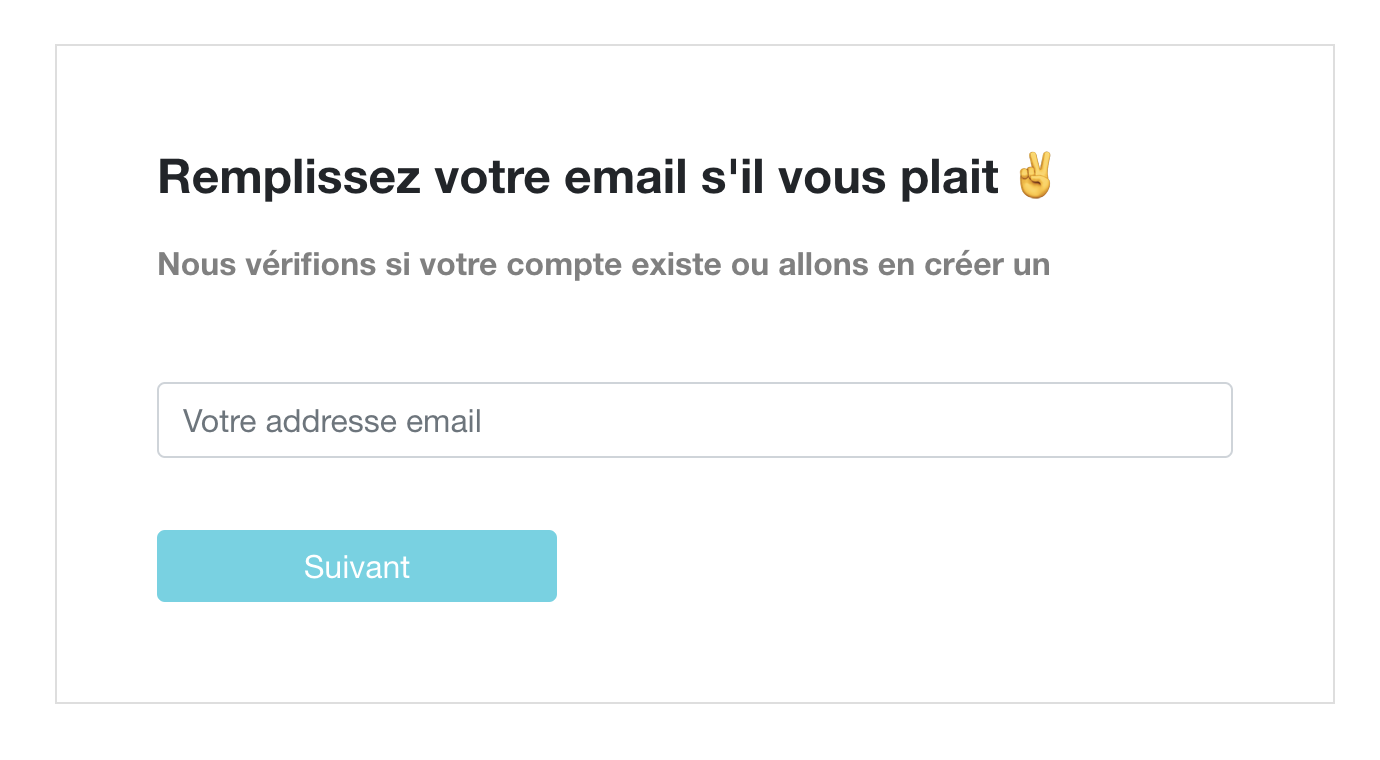 Remplissez votre email s'il vous plait ✌️
Nous vérifions si votre compte existe ou allons en créer un
Votre addresse email
Suivant